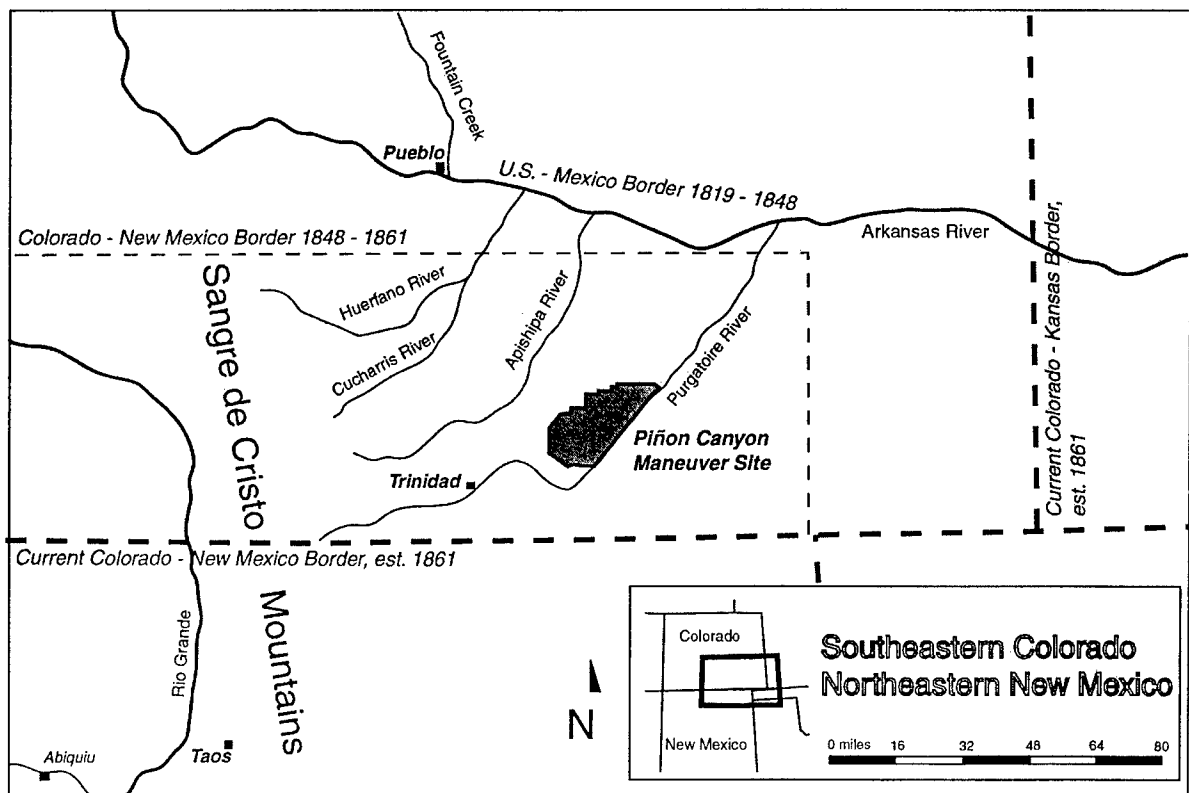 Fountain Creek
Pueblo
U.S. - Mexico Border 1819 - 1848
Colorado - New Mexico Border 1848 - 1861
Arkansas River
Huerfano River
Cucharris River
Apishipa River
Purgatoire River
Sangre de Cristo
Mountains
Piñon Canyon
Maneuver Site
Trinidad
Current Colorado - Kansas Border,
est. 1861
Current Colorado - New Mexico Border, est. 1861
Rio Grande
Abiquiu
Taos
N
Colorado
New Mexico
Southeastern Colorado
Northeastern New Mexico
0 miles 16 32 48 64 80